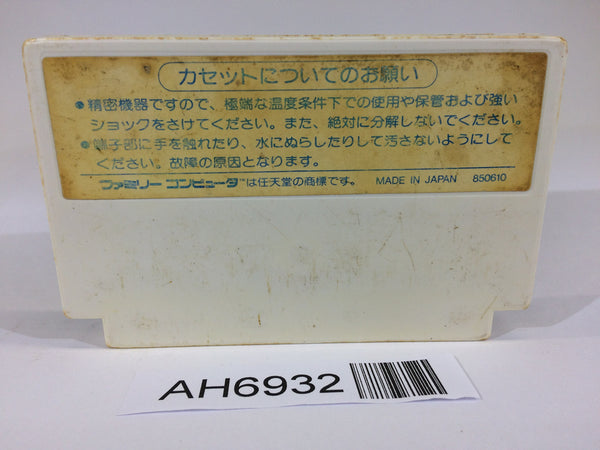 カセットについてのお願い
●精密機器ですので、極端な温度条件下での使用や保管および強い
ショックをさけてください。また、絶対に分解しないでください。
●端子部に手を触れたり、水にぬらしたりして汚さないようにして
ください。故障の原因となります。
ファミリーコンピュータ™は任天堂の商標です。 MADE IN JAPAN 850610
AH6932